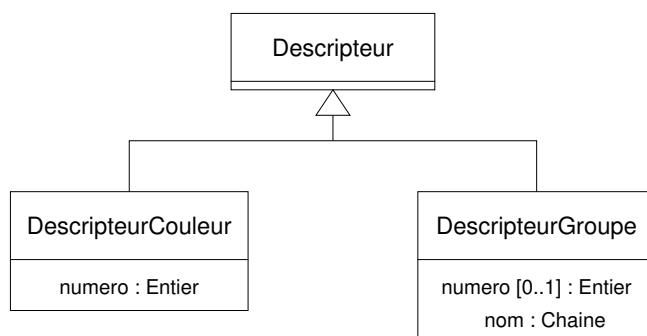 Descripteur
DescripteurCouleur
numero : Entier
DescripteurGroupe
numero [0..1] : Entier
nom : Chaine